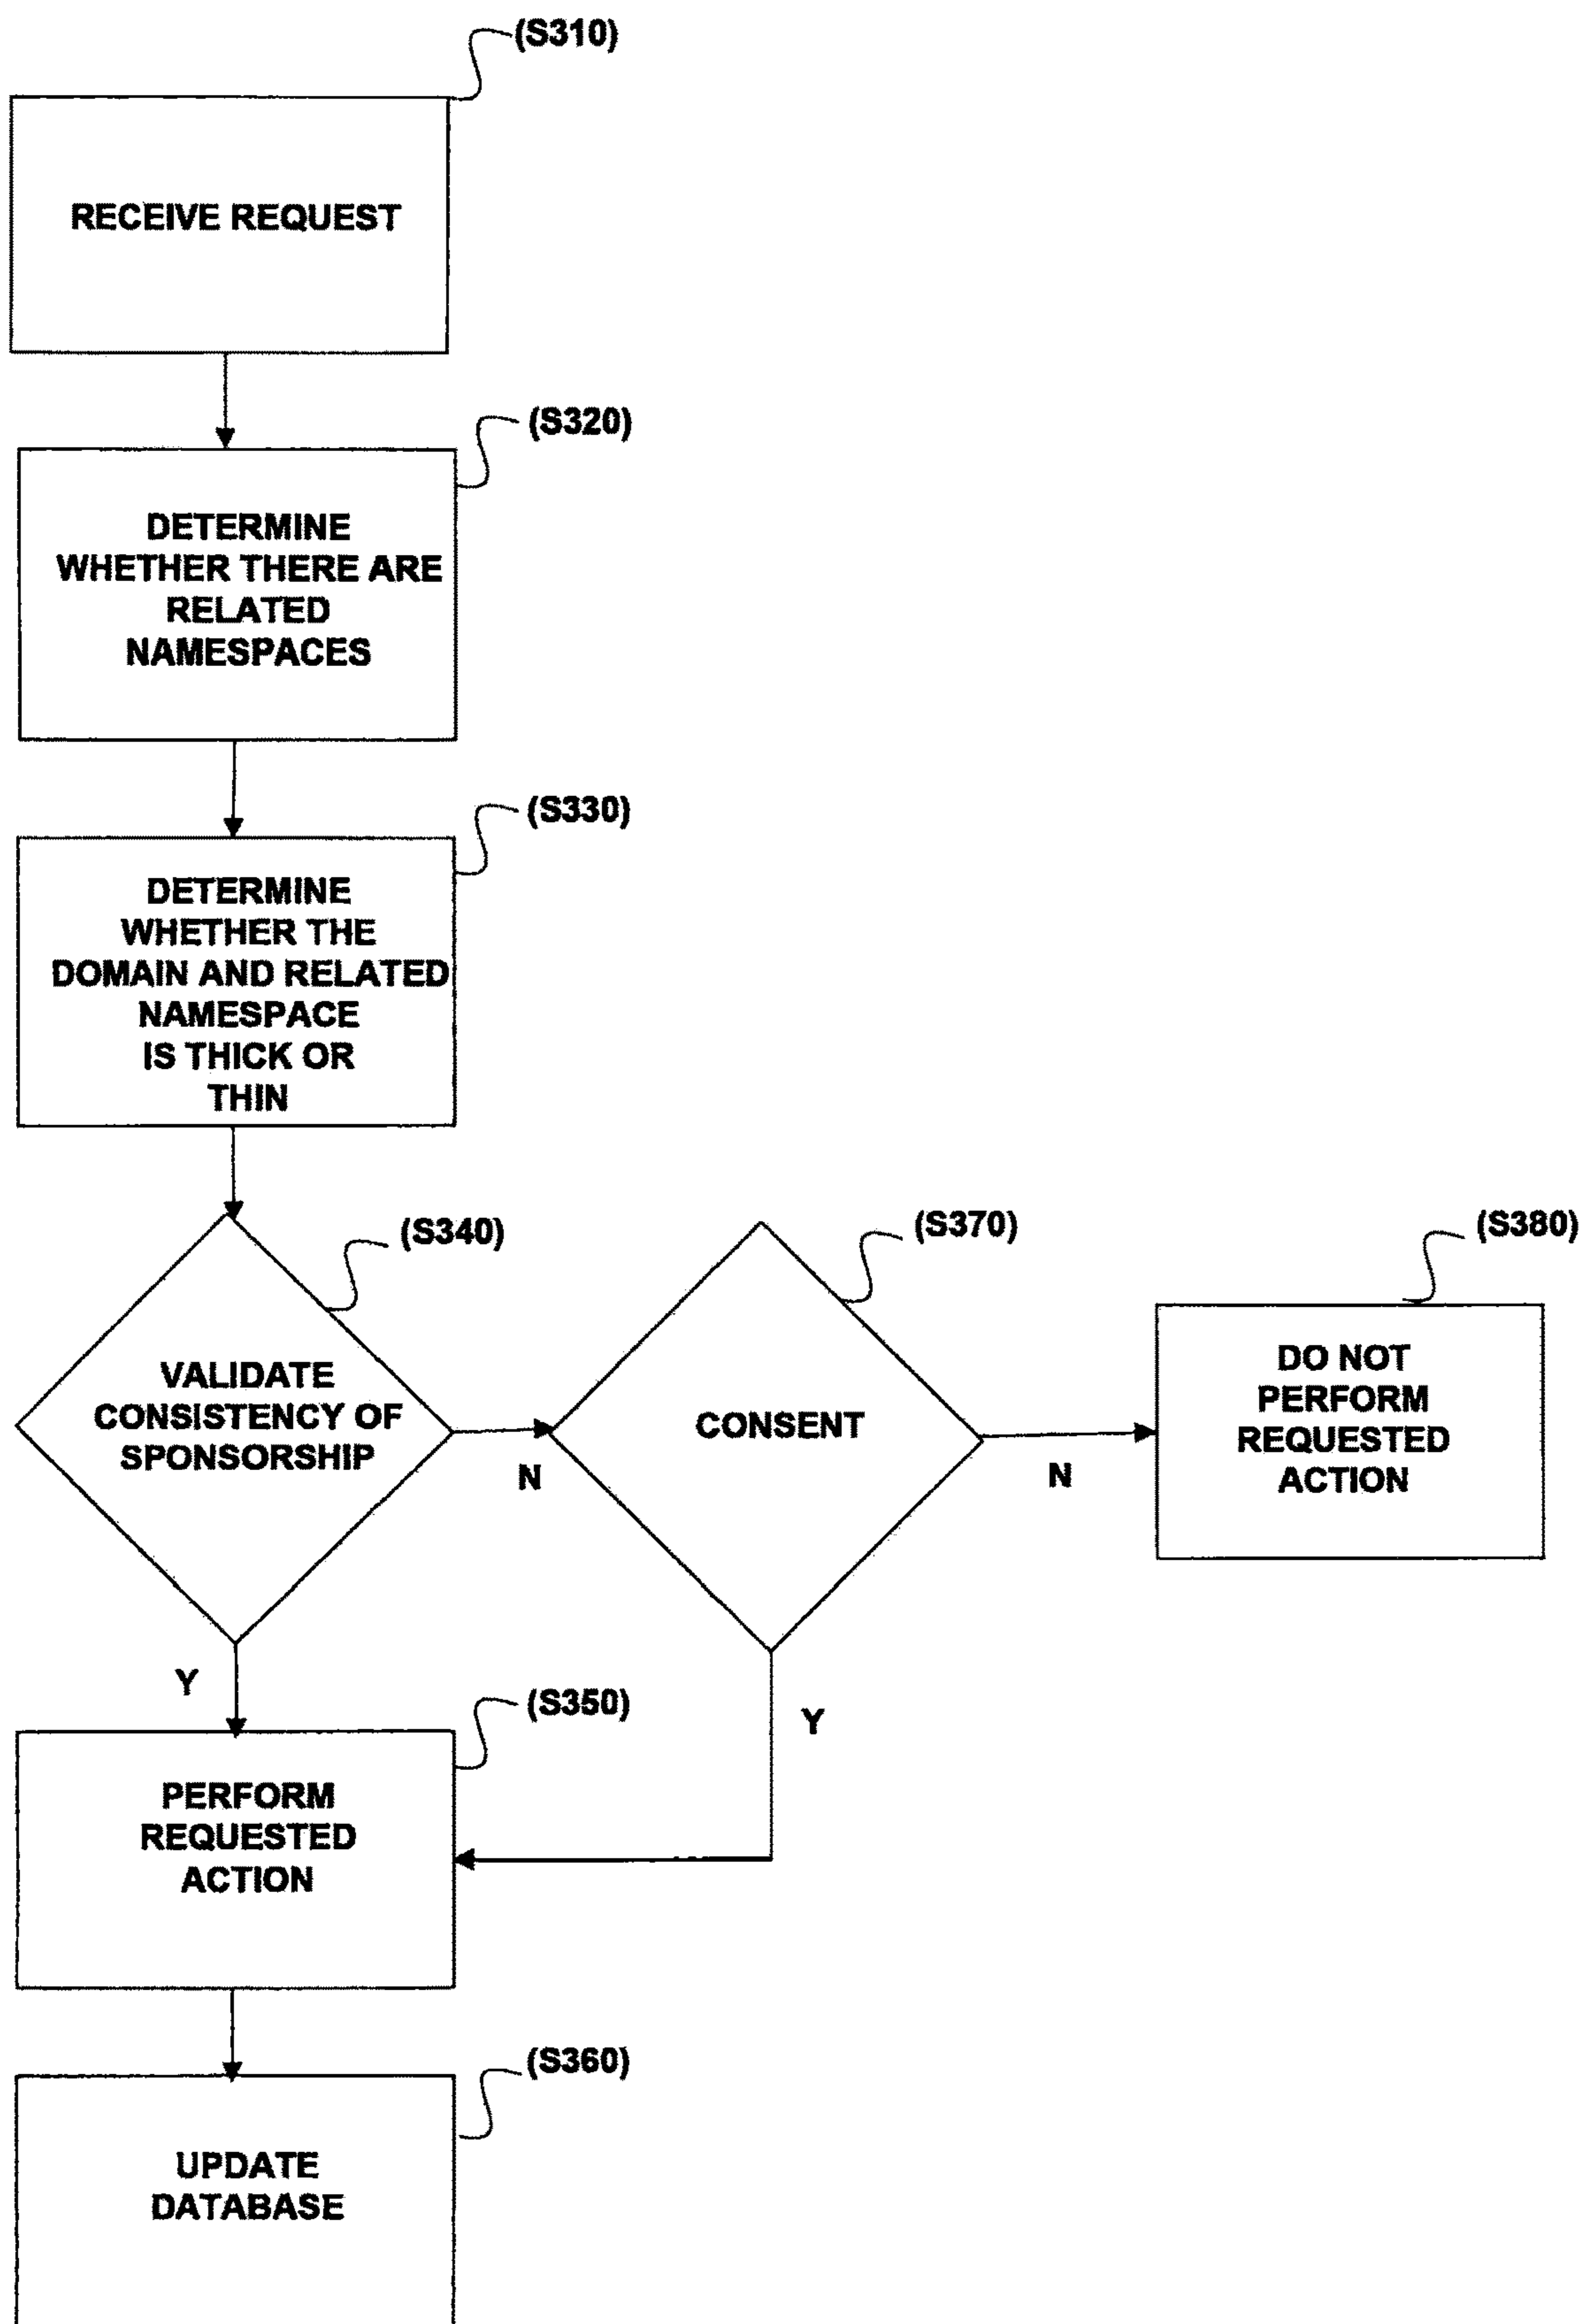 (S310)
RECEIVE REQUEST
(S320)
DETERMINE
WHETHER THERE ARE
RELATED
NAMESPACES
(S330)
DETERMINE
WHETHER THE
DOMAIN AND RELATED
NAMESPACE
IS THICK OR
THIN
(S340)
VALIDATE
CONSISTENCY OF
SPONSORSHIP
N
(S370)
CONSENT
N
(S380)
DO NOT
PERFORM
REQUESTED
ACTION
Y
Y
(S350)
PERFORM
REQUESTED
ACTION
(S360)
UPDATE
DATABASE